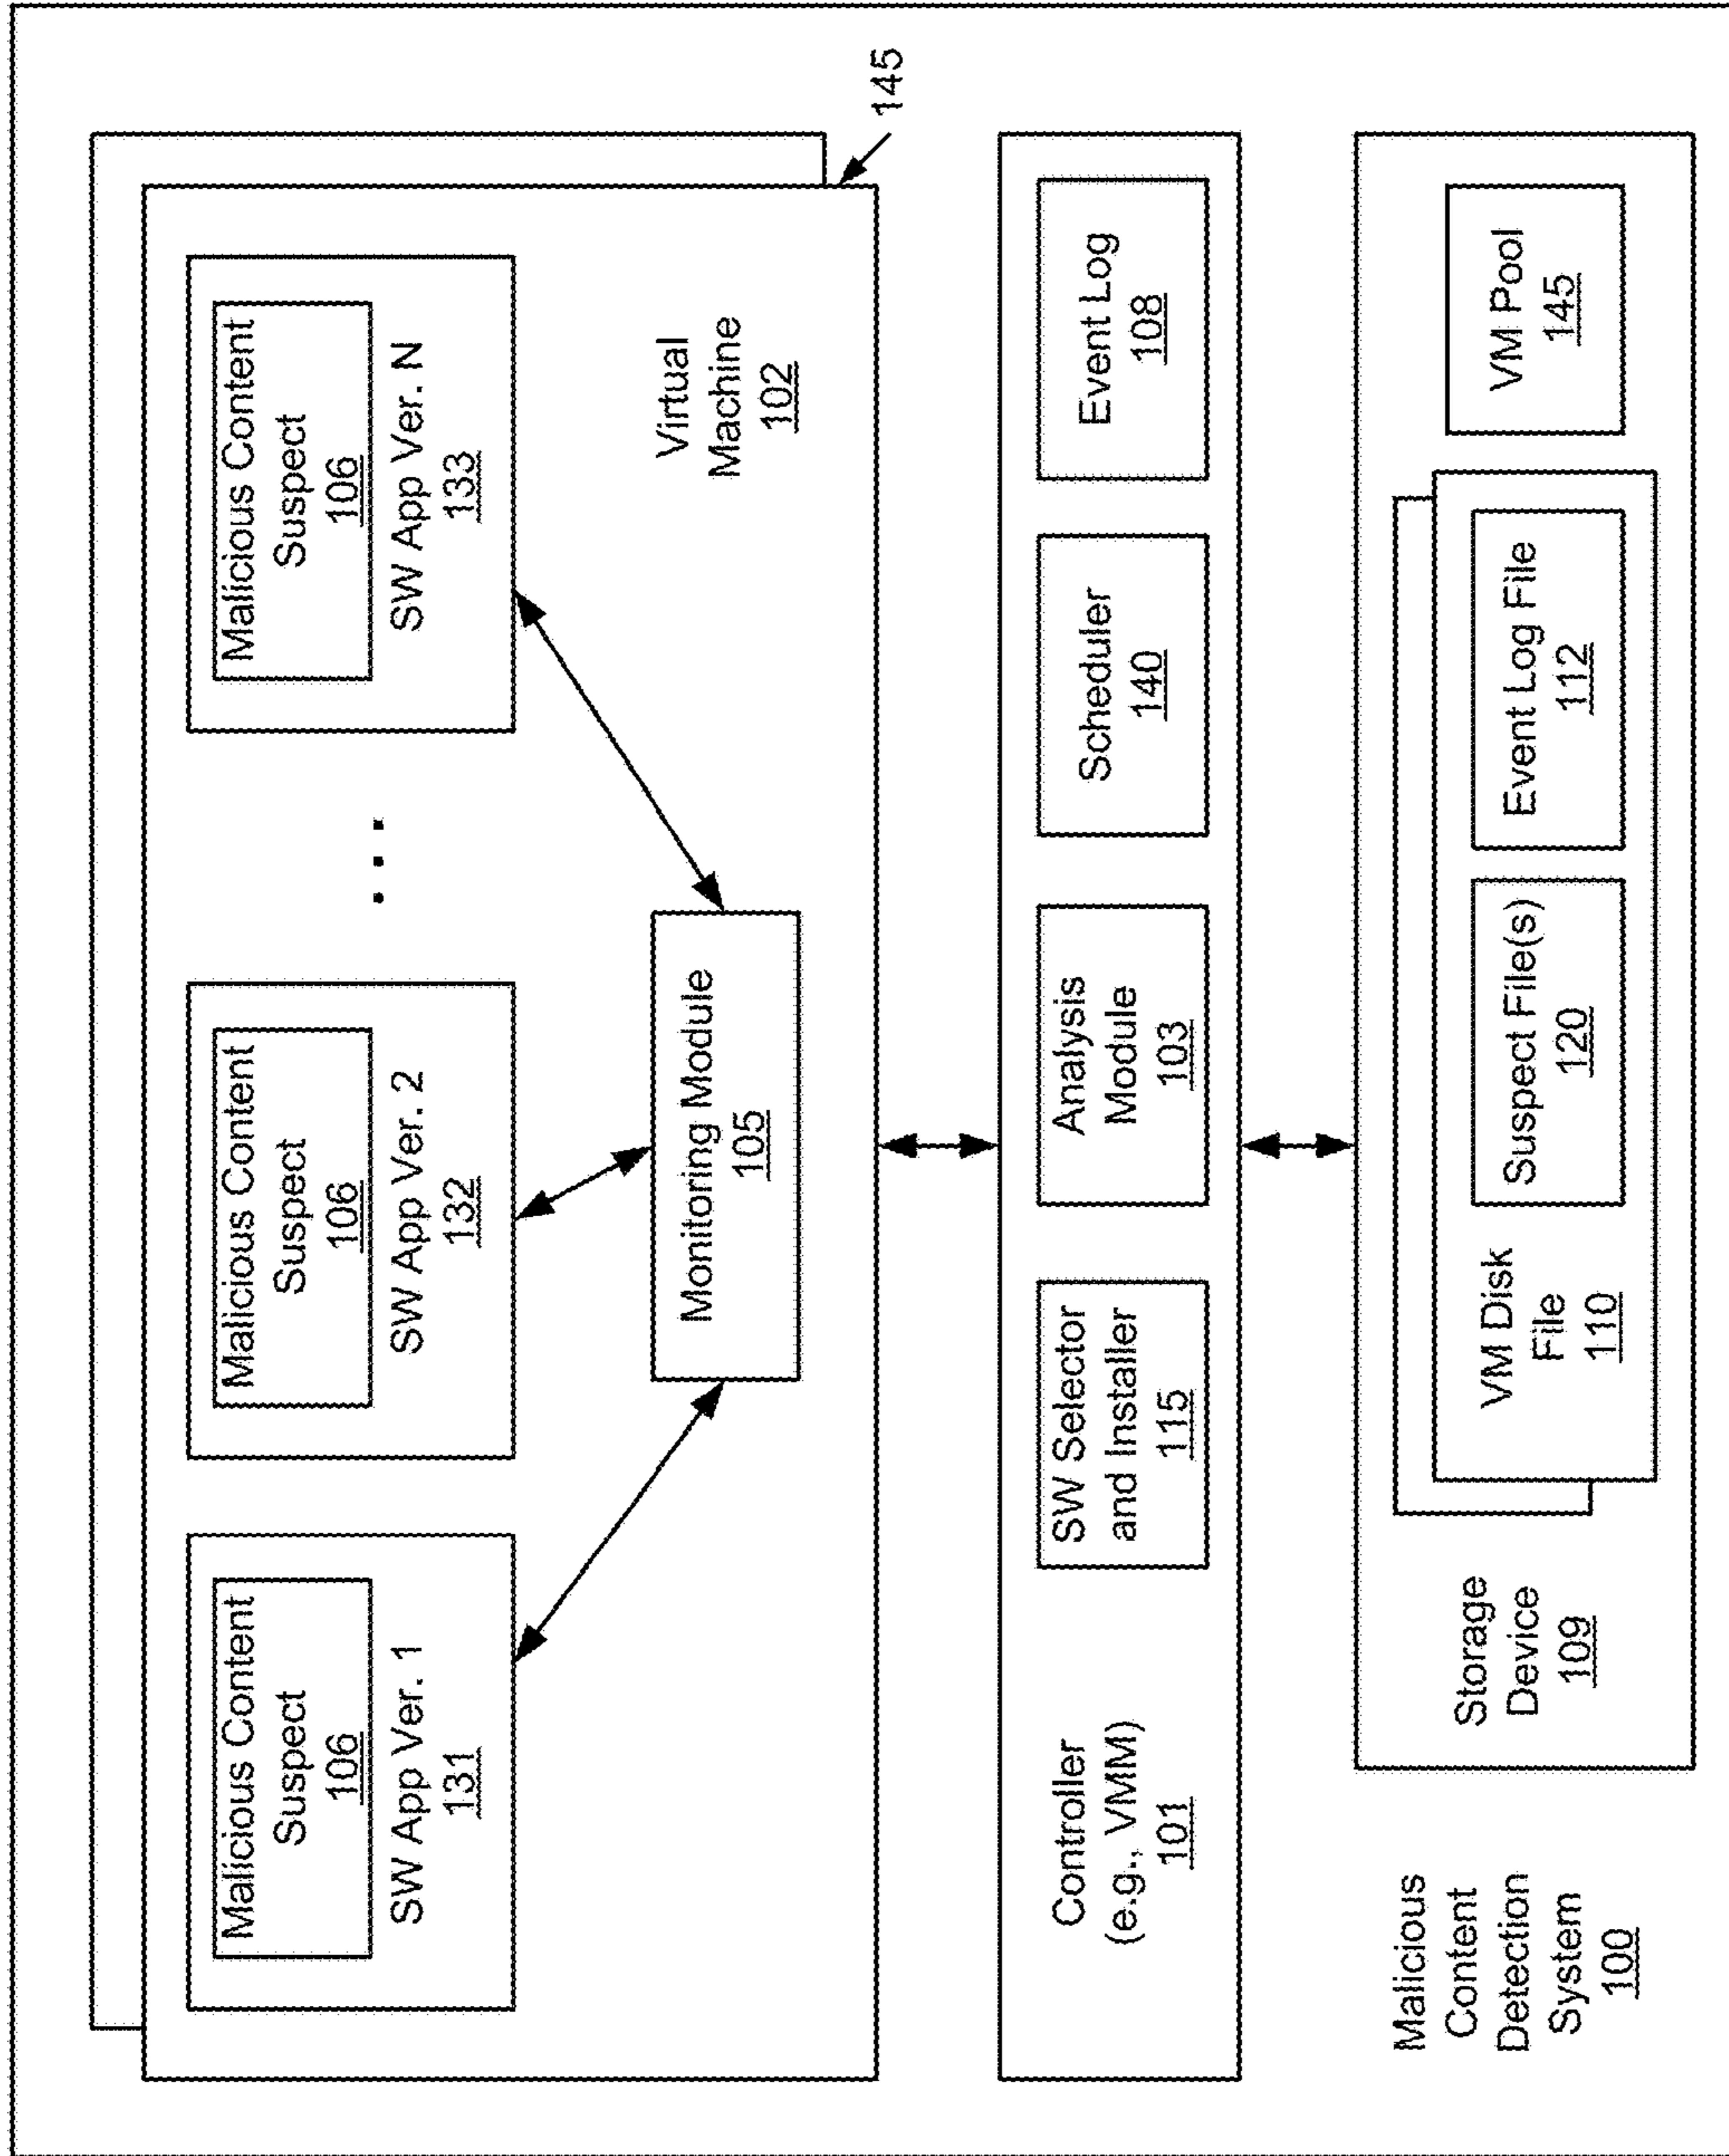 Malicious Content
Suspect
106
SW App Ver. 1
131
Malicious Content
Suspect
106
SW App Ver. 2
132
. . .
Malicious Content
Suspect
106
SW App Ver. N
133
Monitoring Module
105
Virtual
Machine
102
145
Controller
(e.g., VMM)
101
SW Selector
and Installer
115
Analysis
Module
103
Scheduler
140
Event Log
108
Storage
Device
109
VM Disk
File
110
Suspect File(s)
120
Event Log File
112
VM Pool
145
Malicious
Content
Detection
System
100